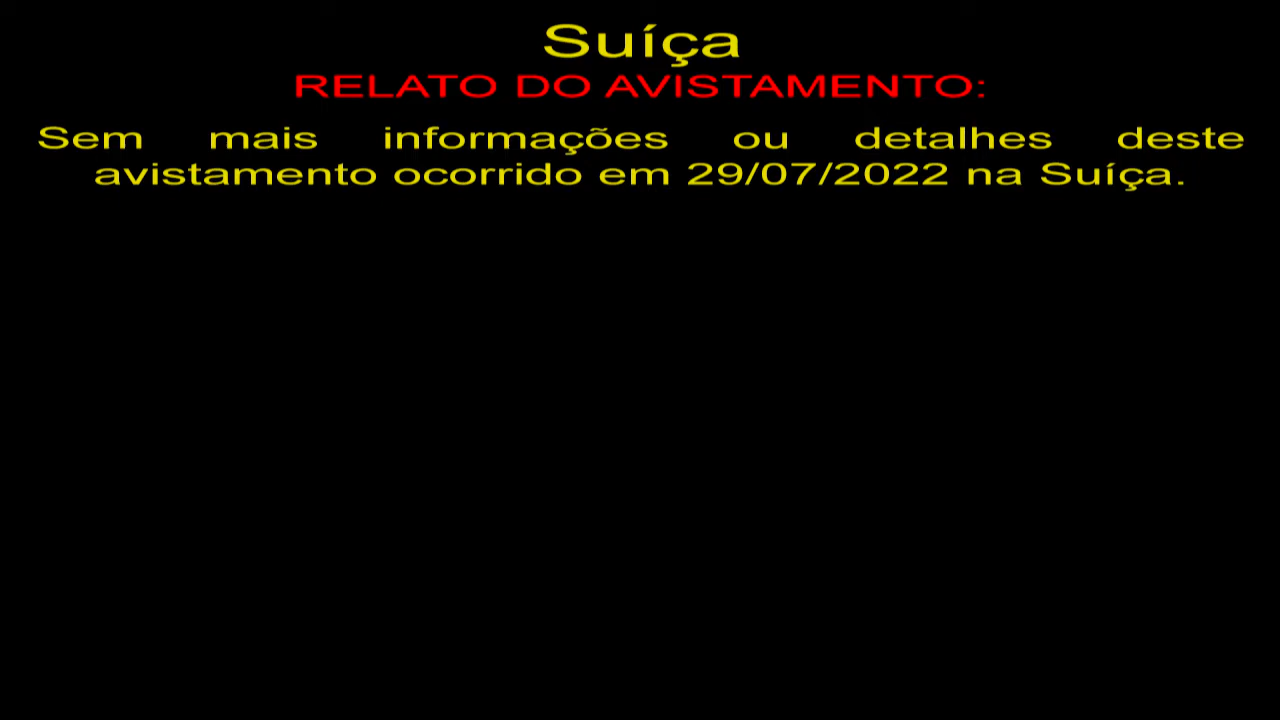 Suíça
RELATO DO AVISTAMENTO:
Sem mais informações ou detalhes deste
avistamento ocorrido em 29/07/2022 na Suíça.